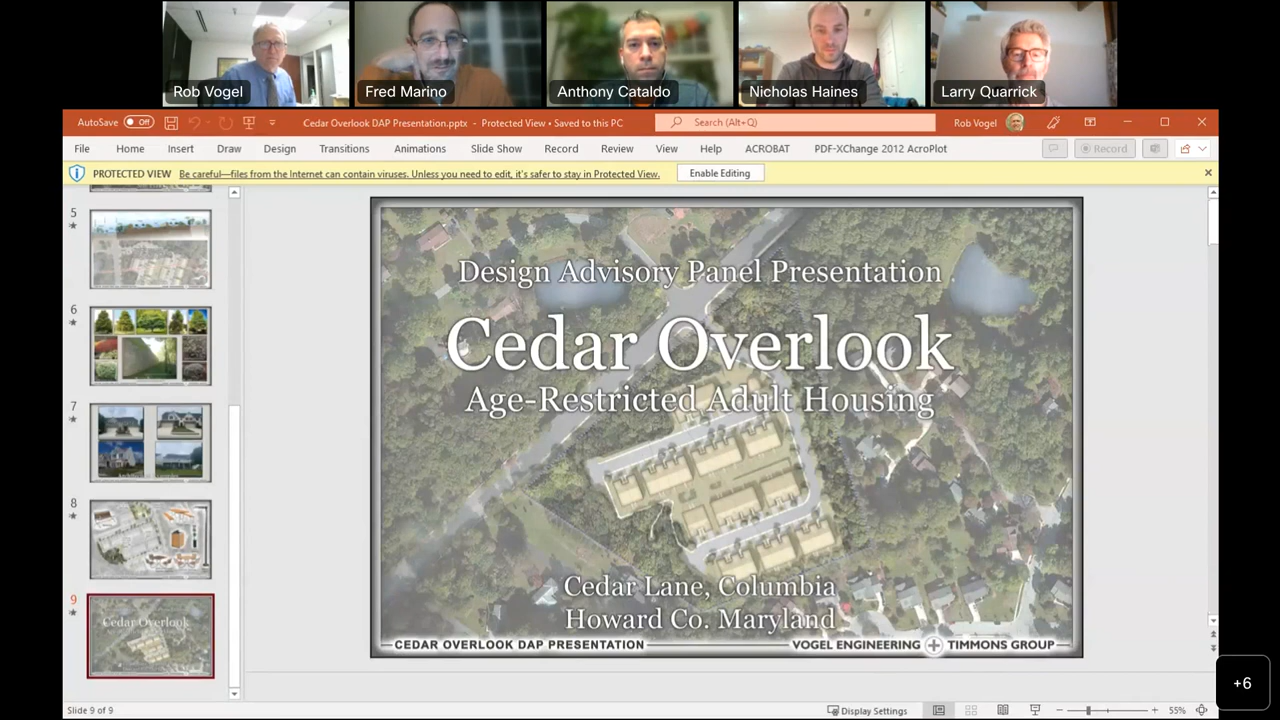 Rob Vogel
Fred Marino
Anthony Cataldo
Nicholas Haines
Larry Quarrick
AutoSave Off
Cedar Overlook DAP Presentation.pptx - Protected View • Saved to this PC
Search (Alt+Q)
Rob Vogel
File Home Insert Draw Design Transitions Animations Slide Show Record Review View Help ACROBAT PDF-XChange 2012 AcroPlot
Record
PROTECTED VIEW Be careful—files from the Internet can contain viruses. Unless you need to edit, it's safer to stay in Protected View. Enable Editing
5
6
7
8
9
Cedar Overlook
Design Advisory Panel Presentation
Cedar Overlook
Age-Restricted Adult Housing
Cedar Lane, Columbia
Howard Co. Maryland
CEDAR OVERLOOK DAP PRESENTATION
VOGEL ENGINEERING + TIMMONS GROUP
+6
Slide 9 of 9
Display Settings
55%